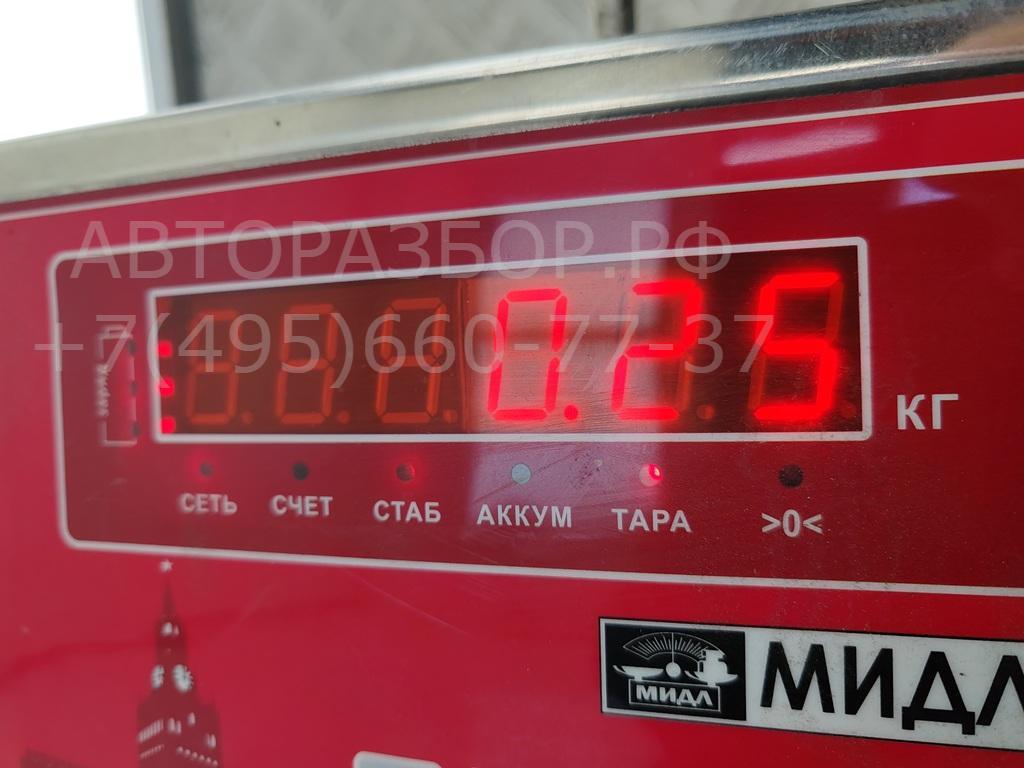 АВТОРАЗБОР.РФ
+7(495)660-77-37
0.25
КГ
СЕТЬ СЧЕТ СТАБ АККУМ ТАРА >0<
МИДЛ
МИДЛ